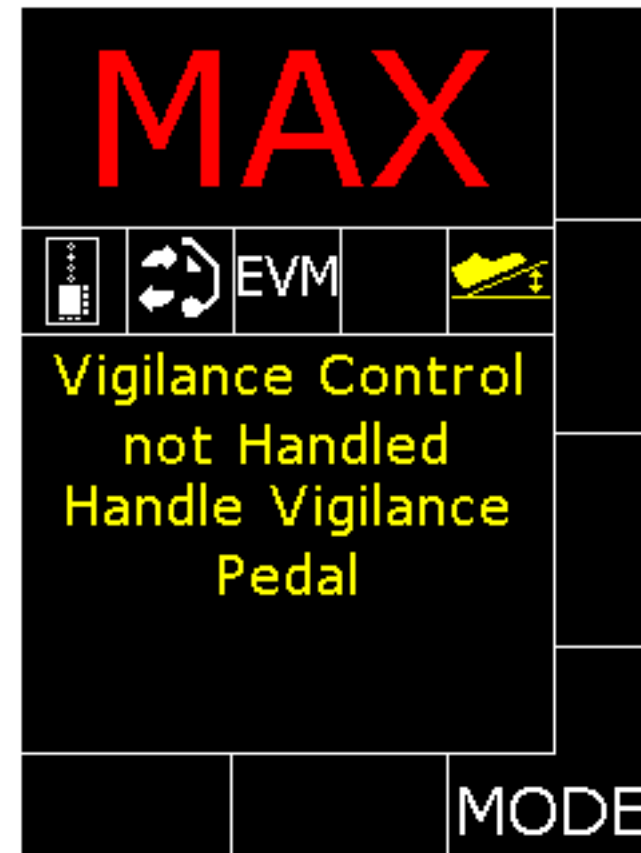 MAX
EVM
Vigilance Control
not Handled
Handle Vigilance
Pedal
MODE